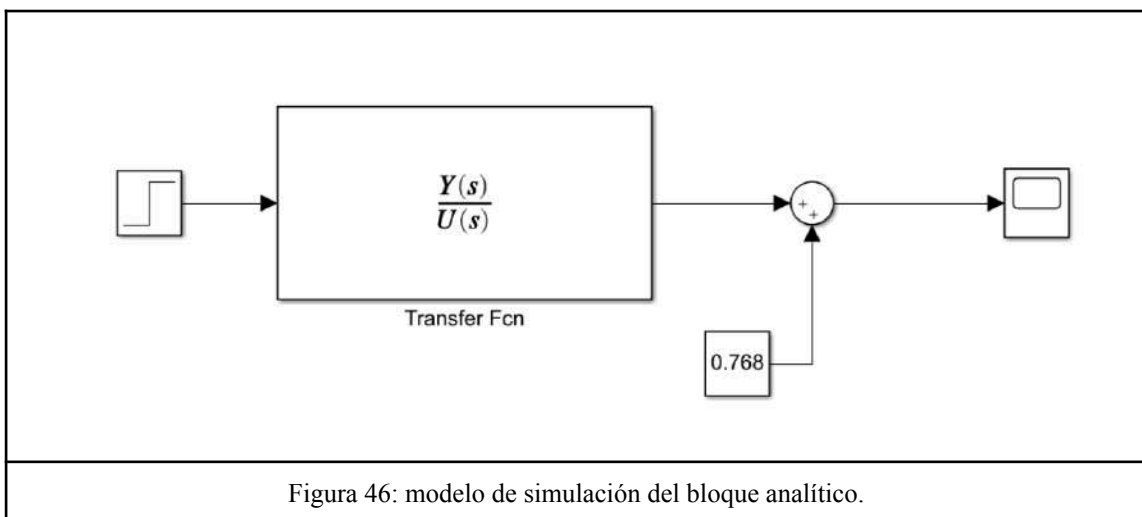 Y(s)
U(s)
Transfer Fcn
+
+
0.768
Figura 46: modelo de simulación del bloque analítico.